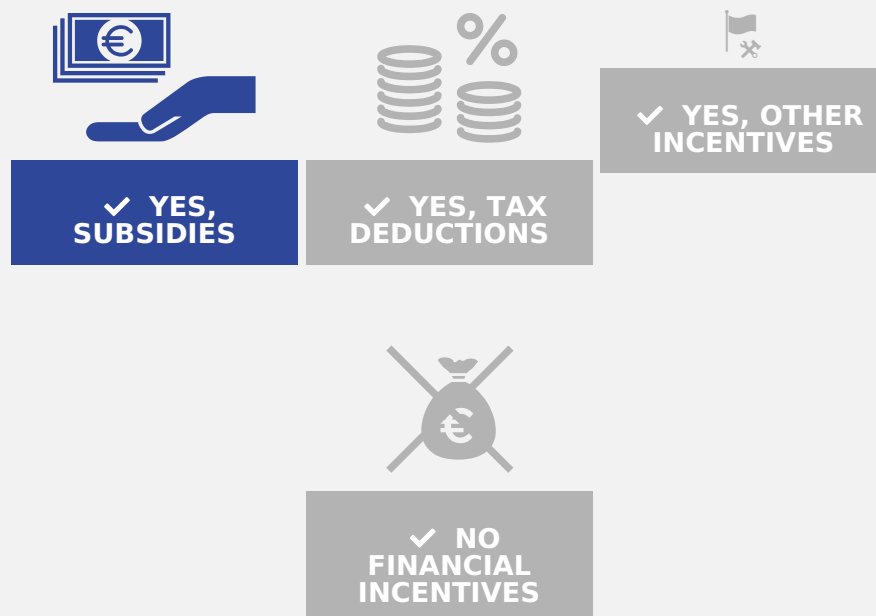 €
%
✓ YES,
SUBSIDIES
✓ YES, TAX
DEDUCTIONS
✓ YES, OTHER
INCENTIVES
€
✓ NO
FINANCIAL
INCENTIVES